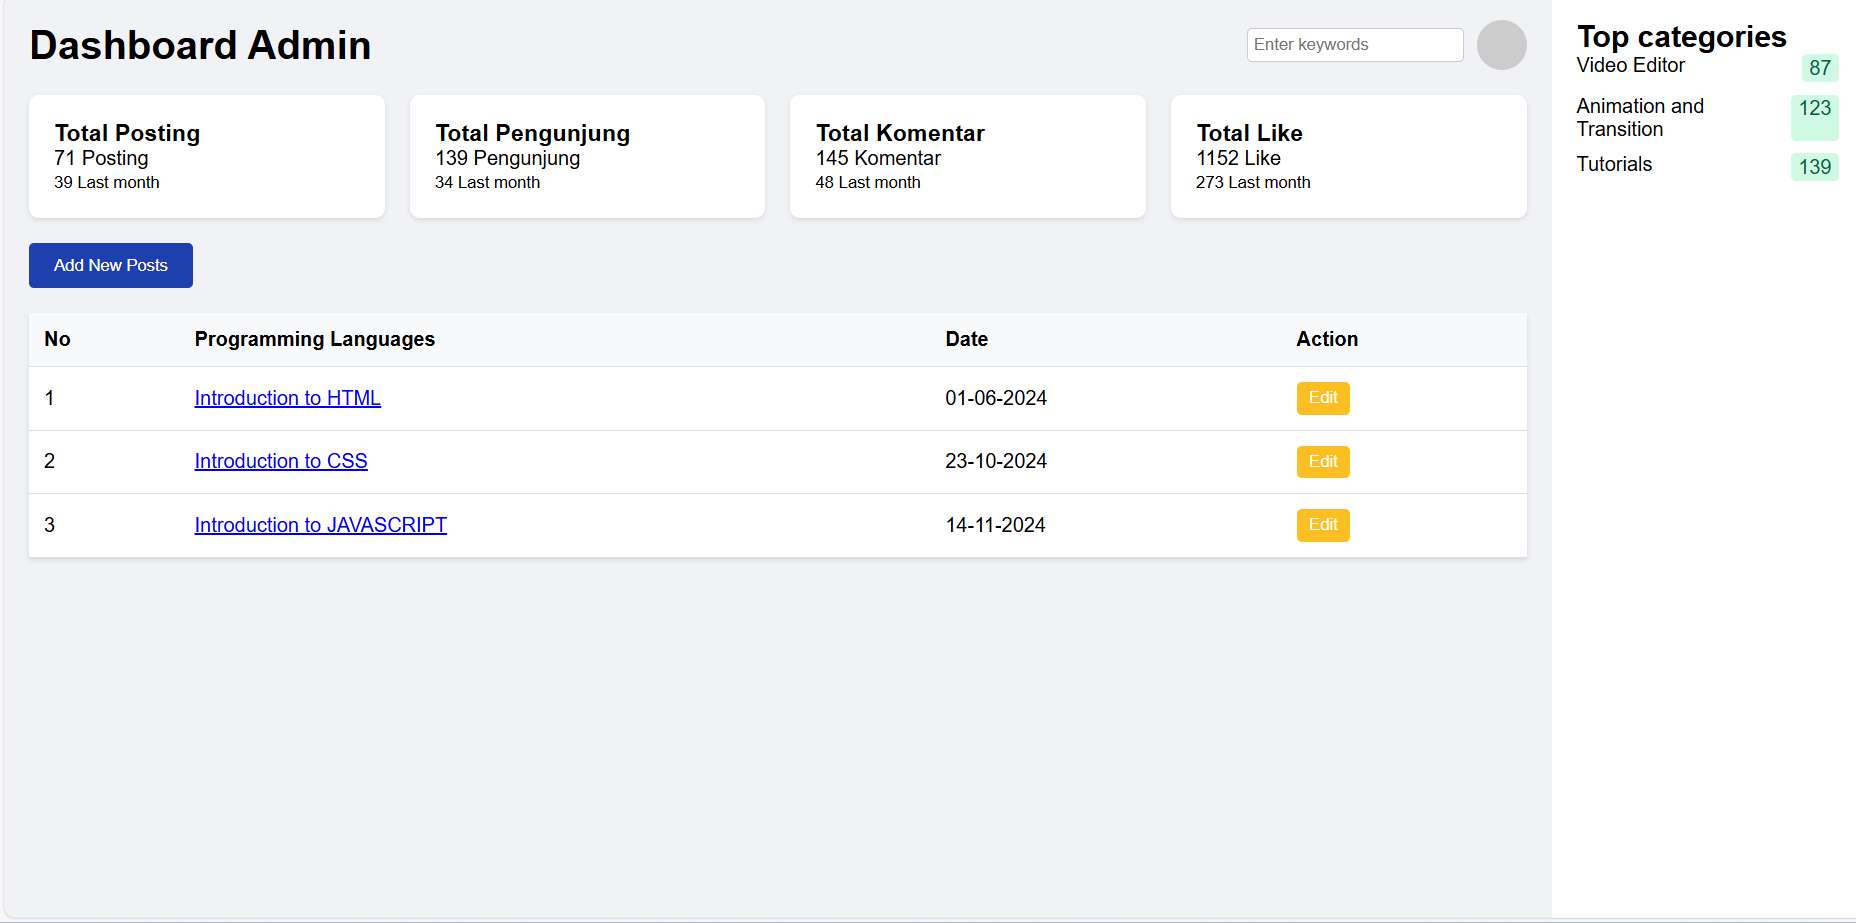 Dashboard Admin
Enter keywords
Total Posting
71 Posting
39 Last month
Total Pengunjung
139 Pengunjung
34 Last month
Total Komentar
145 Komentar
48 Last month
Total Like
1152 Like
273 Last month
Add New Posts
No Programming Languages Date Action
1 Introduction to HTML 01-06-2024 Edit
2 Introduction to CSS 23-10-2024 Edit
3 Introduction to JAVASCRIPT 14-11-2024 Edit
Top categories
Video Editor 87
Animation and 123
Transition
Tutorials 139